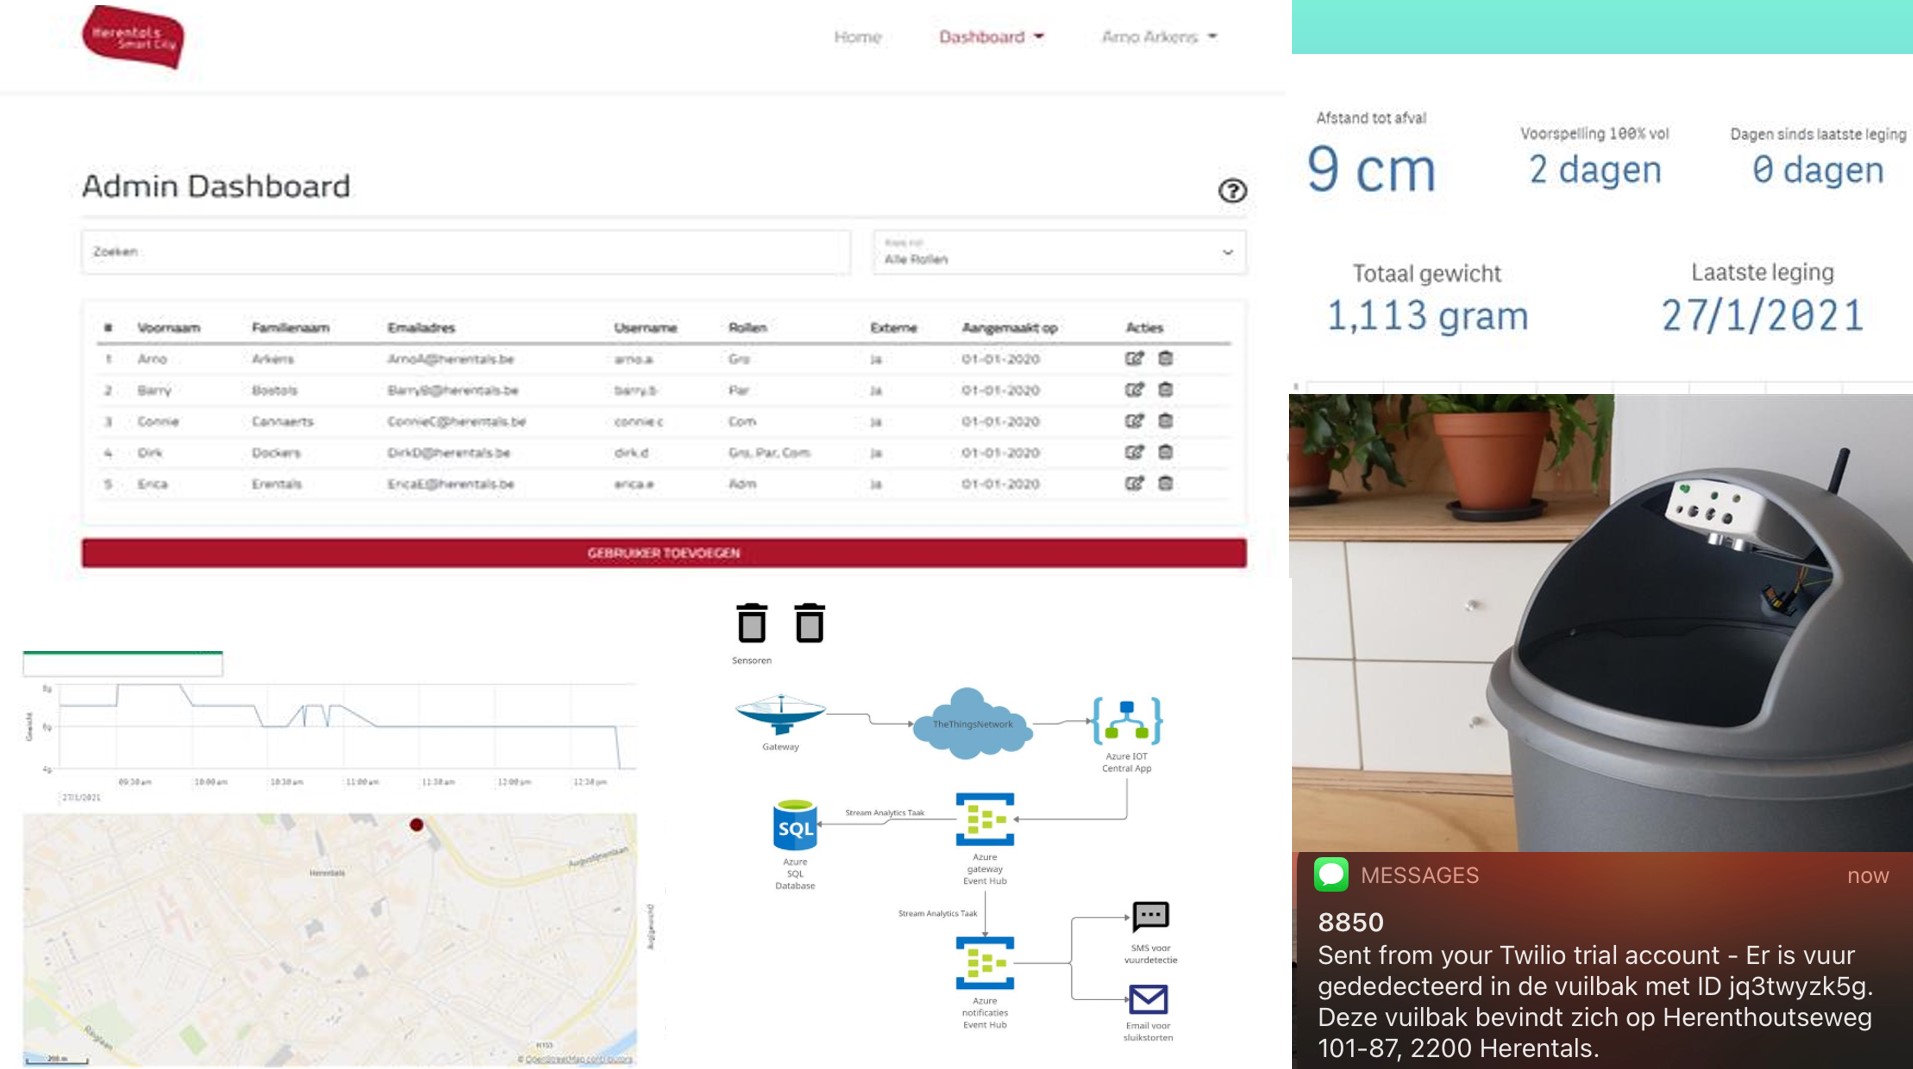 Herentals
Smart City
Home
Dashboard
Arno Arkens
Admin Dashboard
?
Zoeken
Alle Rollen
# Voornaam Familienaam Emailadres Username Rollen Externe Aangemaakt op Acties
1 Arno Arkens ArnoA@herentals.be arno.a Gro Ja 01-01-2020
2 Barry Bostols BarryB@herentals.be barry.b Par Ja 01-01-2020
3 Connie Cannaerts ConnieC@herentals.be connie.c Com Ja 01-01-2020
4 Dirk Dockers DirkD@herentals.be dirk.d Gro, Par, Com Ja 01-01-2020
5 Erica Erentals EricaE@herentals.be erica.e Adm Ja 01-01-2020
GEBRUIKER TOEVOEGEN
Afstand tot afval
9 cm
Voorspelling 100% vol
2 dagen
Dagen sinds laatste leging
0 dagen
Totaal gewicht
1,113 gram
Laatste leging
27/1/2021
Gewicht
8g
6g
4g
09:30 am 10:00 am 10:30 am 11:00 am 11:30 am 12:00 pm 12:30 pm
27/1/2021
Herentals
Augustijnenlaan
N153
200 m
© OpenStreetMap contributors
Sensoren
Gateway
TheThingsNetwork
Azure IOT
Central App
Stream Analytics Taak
SQL
Azure
SQL
Database
Azure
gateway
Event Hub
Stream Analytics Taak
Azure
notificaties
Event Hub
SMS voor
vuurdetectie
Email voor
sluikstorten
MESSAGES now
8850
Sent from your Twilio trial account - Er is vuur
gededecteerd in de vuilbak met ID jq3twyzk5g.
Deze vuilbak bevindt zich op Herenthoutseweg
101-87, 2200 Herentals.